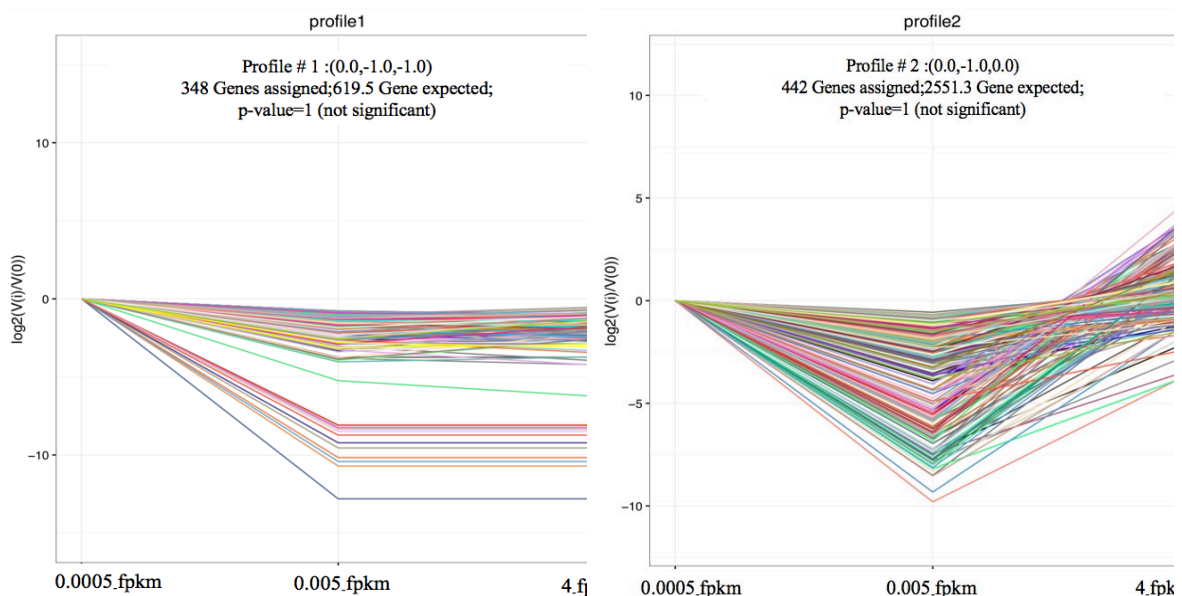 profile1
Profile # 1 :(0.0,-1.0,-1.0)
348 Genes assigned;619.5 Gene expected;
p-value=1 (not significant)
10
0
−10
log2(V(i)/V(0))
0.0005_fpkm
0.005_fpkm
4_fp
profile2
Profile # 2 :(0.0,-1.0,0.0)
442 Genes assigned;2551.3 Gene expected;
p-value=1 (not significant)
10
5
0
−5
−10
log2(V(i)/V(0))
0.0005_fpkm
0.005_fpkm
4_fpkm